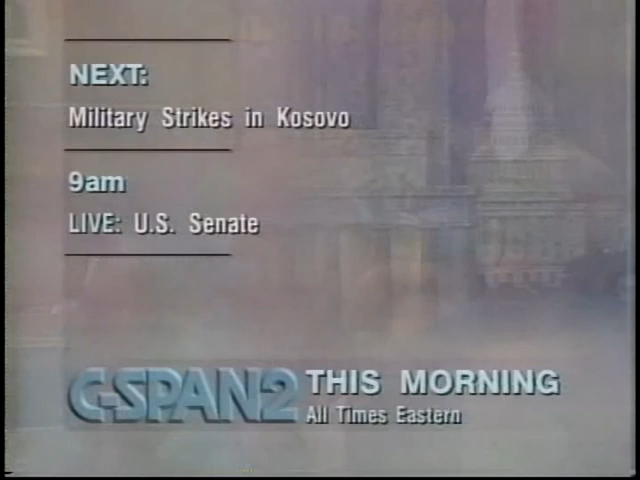 NEXT:
Military Strikes in Kosovo
9am
LIVE: U.S. Senate
C-SPAN2 THIS MORNING
All Times Eastern